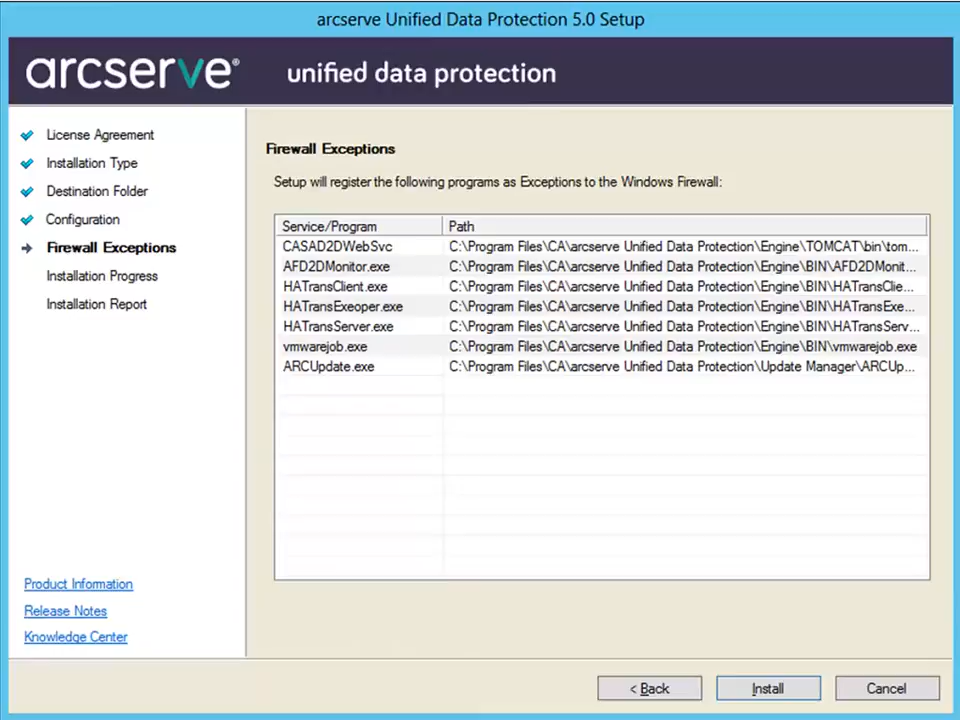 arcserve Unified Data Protection 5.0 Setup
arcserve® unified data protection
License Agreement
Installation Type
Destination Folder
Configuration
Firewall Exceptions
Installation Progress
Installation Report
Product Information
Release Notes
Knowledge Center
Firewall Exceptions
Setup will register the following programs as Exceptions to the Windows Firewall:
Service/Program Path
CASAD2DWebSvc C:\Program Files\CA\arcserve Unified Data Protection\Engine\TOMCAT\bin\tom...
AFD2DMonitor.exe C:\Program Files\CA\arcserve Unified Data Protection\Engine\BIN\AFD2DMonit...
HATransClient.exe C:\Program Files\CA\arcserve Unified Data Protection\Engine\BIN\HATransClie...
HATransExeoper.exe C:\Program Files\CA\arcserve Unified Data Protection\Engine\BIN\HATransExe...
HATransServer.exe C:\Program Files\CA\arcserve Unified Data Protection\Engine\BIN\HATransServ...
vmwarejob.exe C:\Program Files\CA\arcserve Unified Data Protection\Engine\BIN\vmwarejob.exe
ARCUpdate.exe C:\Program Files\CA\arcserve Unified Data Protection\Update Manager\ARCUp...
< Back Install Cancel